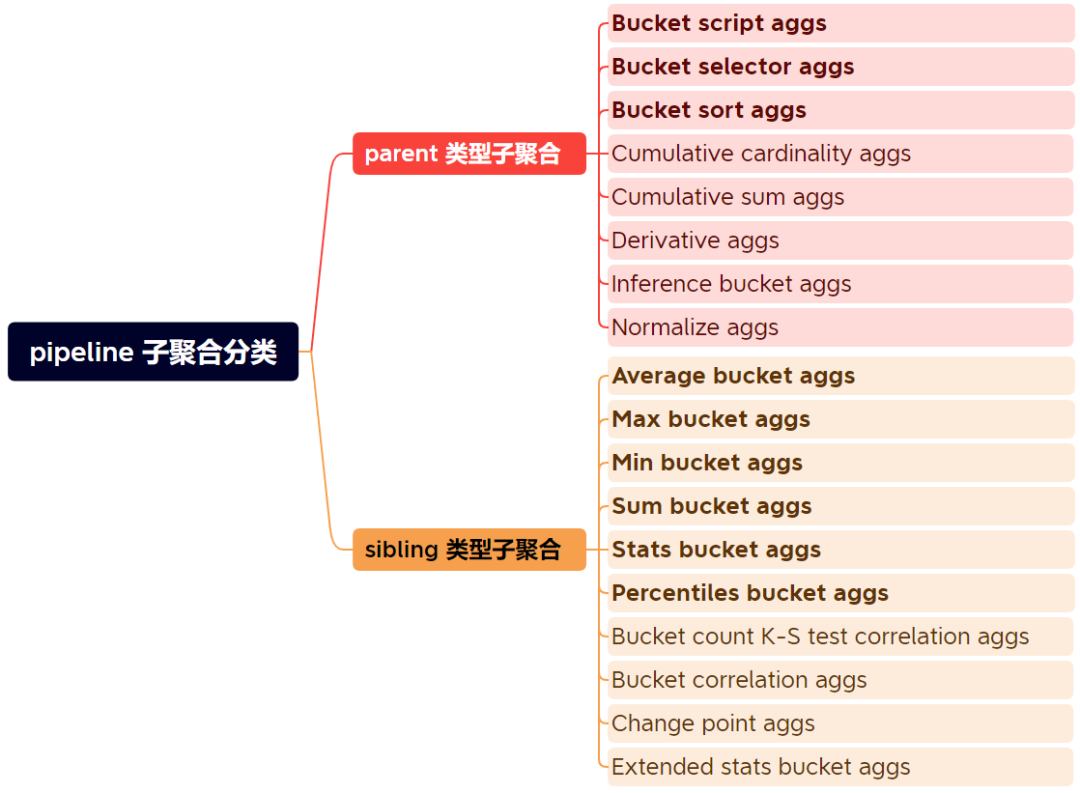 pipeline 子聚合分类
parent 类型子聚合
Bucket script aggs
Bucket selector aggs
Bucket sort aggs
Cumulative cardinality aggs
Cumulative sum aggs
Derivative aggs
Inference bucket aggs
Normalize aggs
sibling 类型子聚合
Average bucket aggs
Max bucket aggs
Min bucket aggs
Sum bucket aggs
Stats bucket aggs
Percentiles bucket aggs
Bucket count K-S test correlation aggs
Bucket correlation aggs
Change point aggs
Extended stats bucket aggs